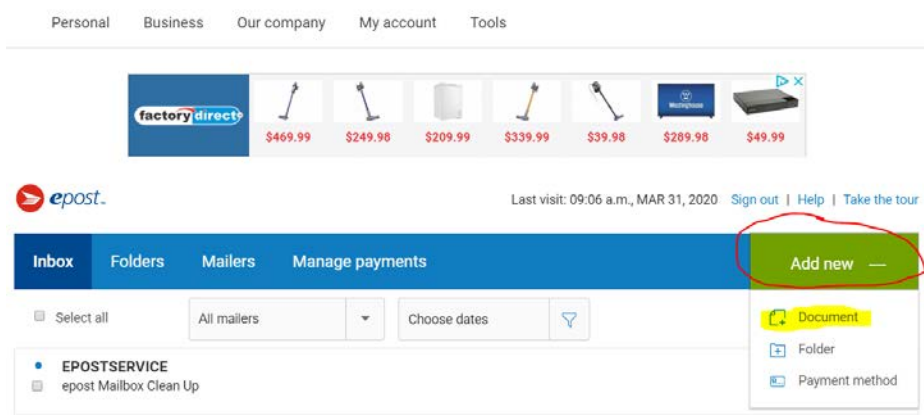 Personal Business Our company My account Tools
factory direct
$469.99 $249.98 $209.99 $339.99 $39.98 $289.98 $49.99
Westinghouse
epost™
Last visit: 09:06 a.m., MAR 31, 2020 Sign out | Help | Take the tour
Inbox Folders Mailers Manage payments Add new —
Select all All mailers Choose dates
Document
Folder
Payment method
EPOSTSERVICE
epost Mailbox Clean Up